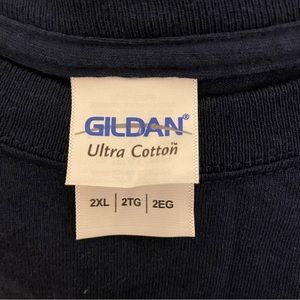 GILDAN®
Ultra Cotton™
2XL | 2TG | 2EG